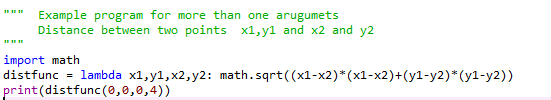 """  Example program for more than one arugumets
     Distance between two points  x1,y1 and x2 and y2
"""
import math
distfunc = lambda x1,y1,x2,y2: math.sqrt((x1-x2)*(x1-x2)+(y1-y2)*(y1-y2))
print(distfunc(0,0,0,4))